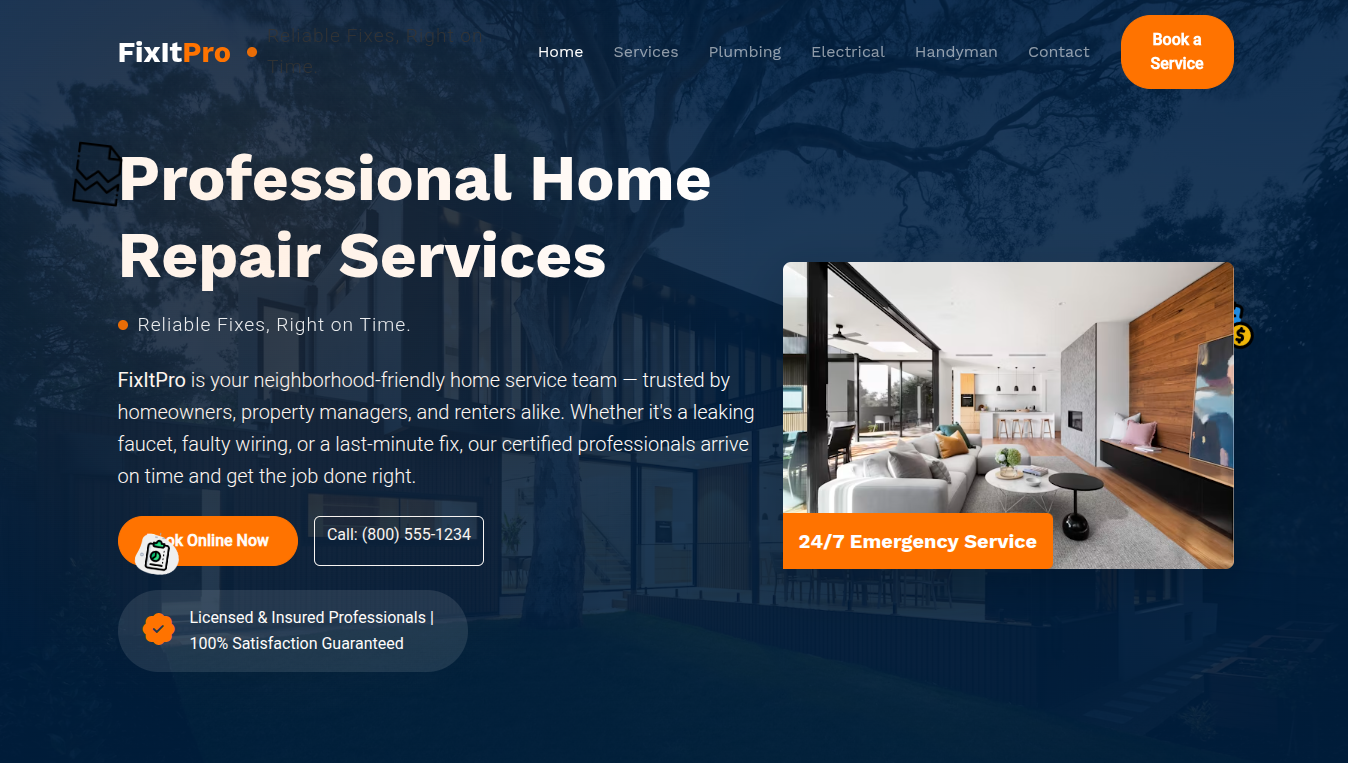 FixItPro
Reliable Fixes, Right on
Time
Home Services Plumbing Electrical Handyman Contact
Book a
Service
Professional Home
Repair Services
Reliable Fixes, Right on Time.
FixItPro is your neighborhood-friendly home service team — trusted by
homeowners, property managers, and renters alike. Whether it's a leaking
faucet, faulty wiring, or a last-minute fix, our certified professionals arrive
on time and get the job done right.
Book Online Now
Call: (800) 555-1234
24/7 Emergency Service
Licensed & Insured Professionals |
100% Satisfaction Guaranteed